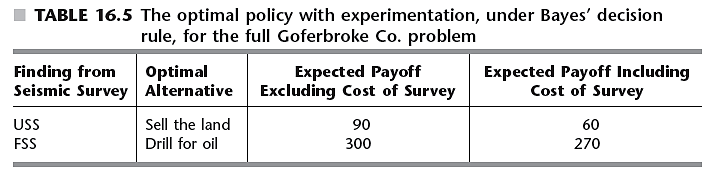 TABLE 16.5 The optimal policy with experimentation, under Bayes' decision
rule, for the full Goferbroke Co. problem
Finding from Optimal Expected Payoff Expected Payoff Including
Seismic Survey Alternative Excluding Cost of Survey Cost of Survey
USS Sell the land 90 60
FSS Drill for oil 300 270